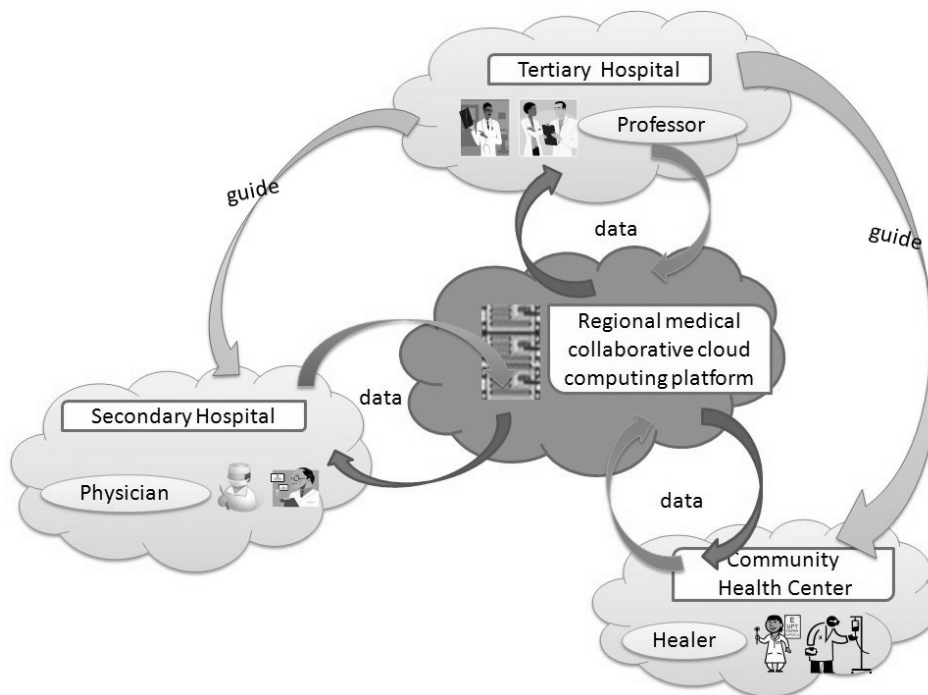 Tertiary Hospital
Professor
guide
data
guide
Regional medical
collaborative cloud
computing platform
data
Secondary Hospital
Physician
data
Community
Health Center
Healer